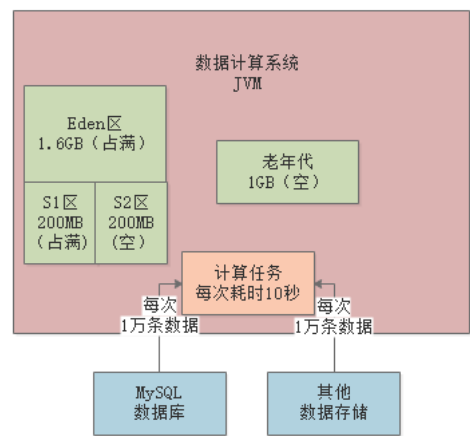 数据计算系统
JVM
Eden区
1.6GB（占满）
S1区
200MB
（占满）
S2区
200MB
（空）
老年代
1GB（空）
计算任务
每次耗时10秒
每次
1万条数据
每次
1万条数据
MySQL
数据库
其他
数据存储